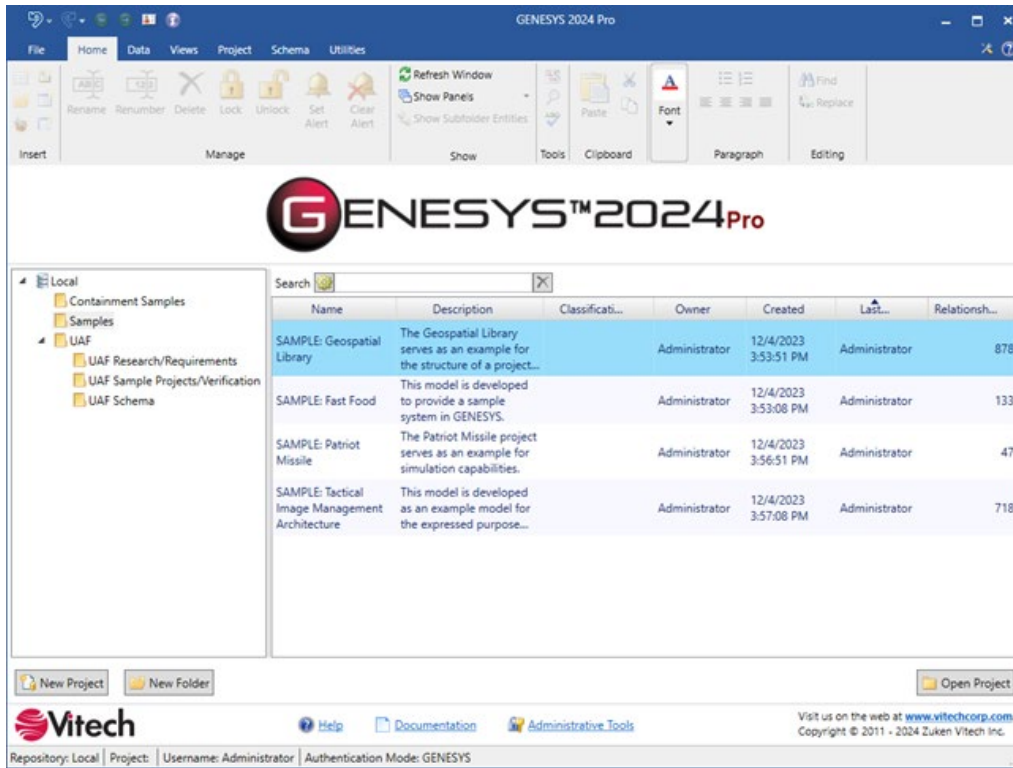 GENESYS 2024 Pro
File Home Data Views Project Schema Utilities
Rename Renumber Delete Lock Unlock Set Alert Clear Alert
Refresh Window
Show Panels
Show Subfolder Entities
Paste
Font
Find
Replace
Insert Manage Show Tools Clipboard Paragraph Editing
GENESYS™2024Pro
Local
Containment Samples
Samples
UAF
UAF Research/Requirements
UAF Sample Projects/Verification
UAF Schema
Search
Name Description Classificati... Owner Created Last... Relationsh...
SAMPLE: Geospatial
Library
The Geospatial Library
serves as an example for
the structure of a project...
Administrator
12/4/2023
3:53:51 PM
Administrator
878
SAMPLE: Fast Food
This model is developed
to provide a sample
system in GENESYS.
Administrator
12/4/2023
3:53:08 PM
Administrator
133
SAMPLE: Patriot
Missile
The Patriot Missile project
serves as an example for
simulation capabilities.
Administrator
12/4/2023
3:56:51 PM
Administrator
47
SAMPLE: Tactical
Image Management
Architecture
This model is developed
as an example model for
the expressed purpose...
Administrator
12/4/2023
3:57:08 PM
Administrator
718
New Project New Folder Open Project
Vitech
Help Documentation Administrative Tools
Visit us on the web at www.vitechcorp.com
Copyright © 2011 - 2024 Zuken Vitech Inc.
Repository: Local Project: Username: Administrator Authentication Mode: GENESYS